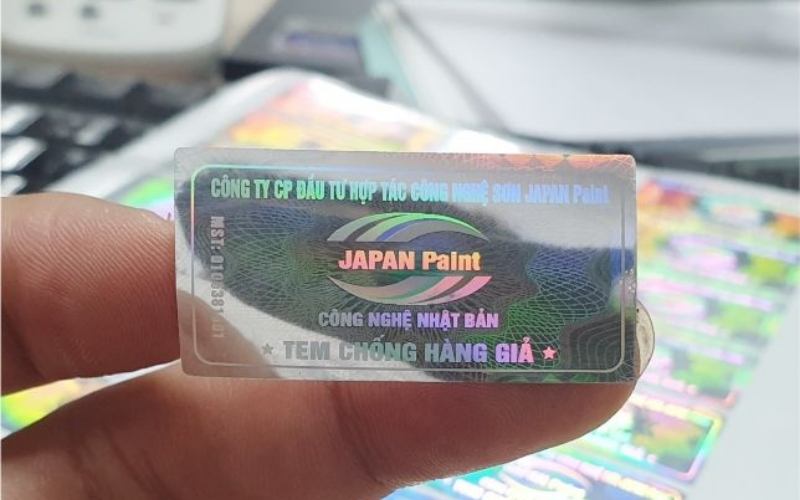 CÔNG TY CP ĐẦU TƯ HỢP TÁC CÔNG NGHỆ SƠN JAPAN Paint
MST:
JAPAN Paint
CÔNG NGHỆ NHẬT BẢN
★ TEM CHỐNG HÀNG GIẢ ★